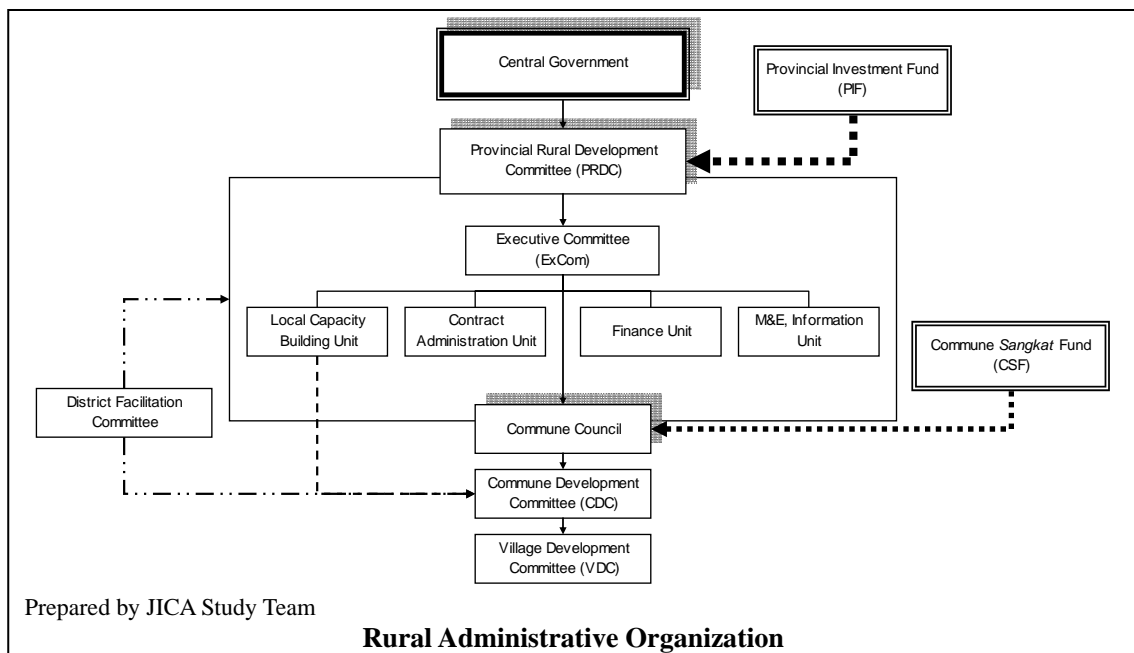 Central Government
Provincial Investment Fund
(PIF)
Provincial Rural Development
Committee (PRDC)
Executive Committee
(ExCom)
Local Capacity
Building Unit
Contract
Administration Unit
Finance Unit
M&E, Information
Unit
Commune Sangkat Fund
(CSF)
District Facilitation
Committee
Commune Council
Commune Development
Committee (CDC)
Village Development
Committee (VDC)
Prepared by JICA Study Team
Rural Administrative Organization